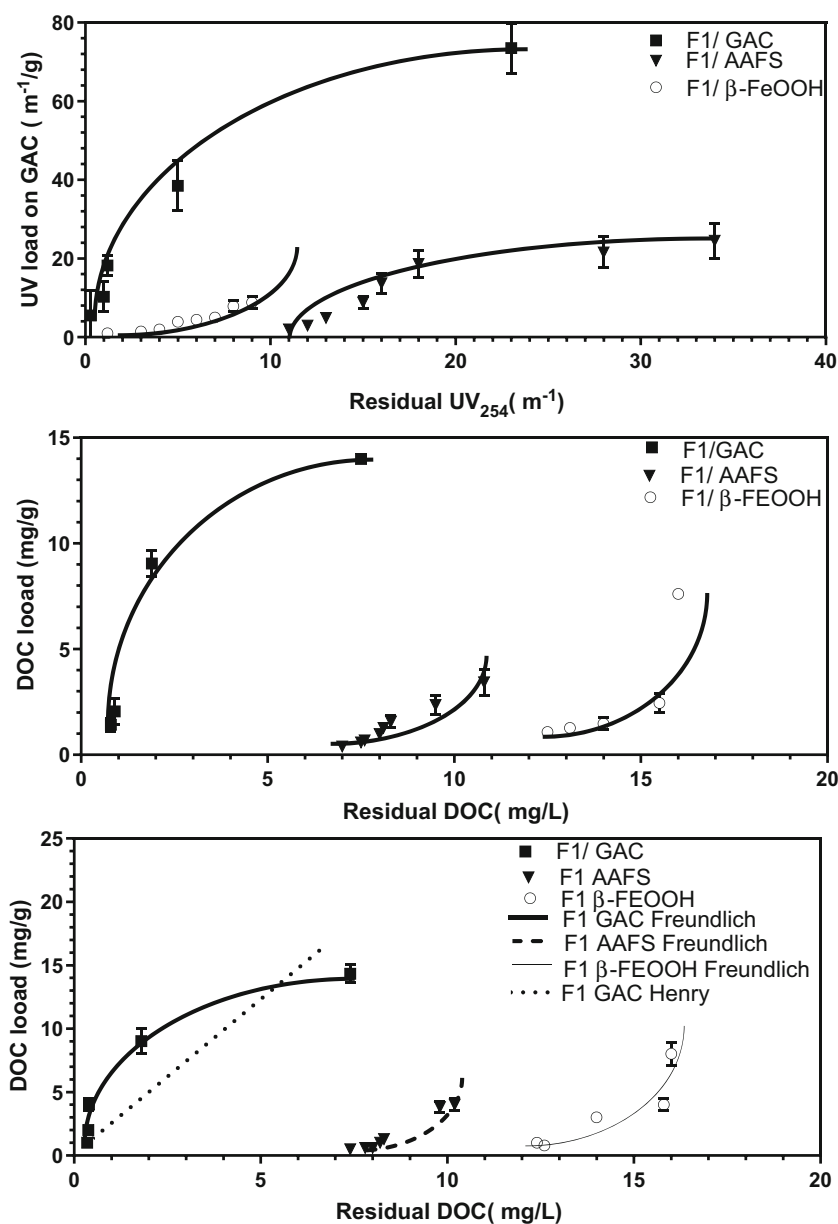 80
60
40
20
0
UV load on GAC ( m⁻¹/g)
F1/ GAC
F1/ AAFS
F1/ β-FeOOH
0 10 20 30 40
Residual UV₂₅₄( m⁻¹)
15
10
5
0
DOC looad (mg/g)
F1/GAC
F1/ AAFS
F1/ β-FEOOH
0 5 10 15 20
Residual DOC( mg/L)
25
20
15
10
5
0
DOC looad (mg/g)
F1/ GAC
F1 AAFS
F1 β-FEOOH
F1 GAC Freundlich
F1 AAFS Freundlich
F1 β-FEOOH Freundlich
F1 GAC Henry
0 5 10 15 20
Residual DOC( mg/L)